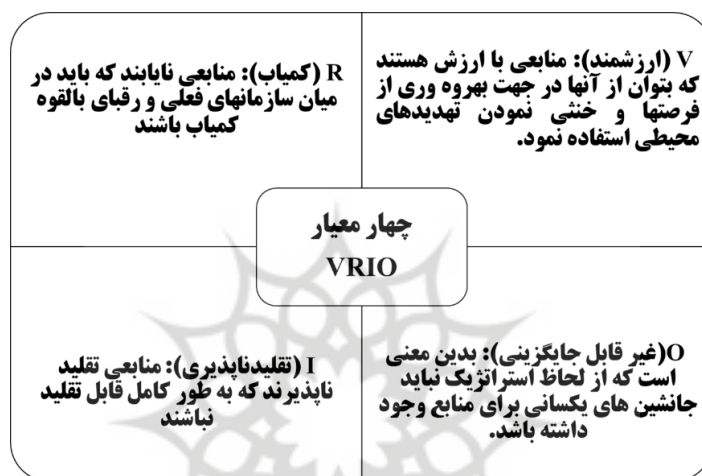 V (ارزشمند): منابعی با ارزش هستند
که بتوان از آنها در جهت بهروه وری از
فرصتها و خنثی نمودن تهدیدهای
محیطی استفاده نمود.
R (کمیاب): منابعی نایابند که باید در
میان سازمانهای فعلی و رقبای بالقوه
کمیاب باشند
چهار معیار
VRIO
O(غیر قابل جایگزینی): بدین معنی
است که از لحاظ استراتژیک نباید
جانشین های یکسانی برای منابع وجود
داشته باشد.
I (تقلیدناپذیری): منابعی تقلید
ناپذیرند که به طور کامل قابل تقلید
نباشند